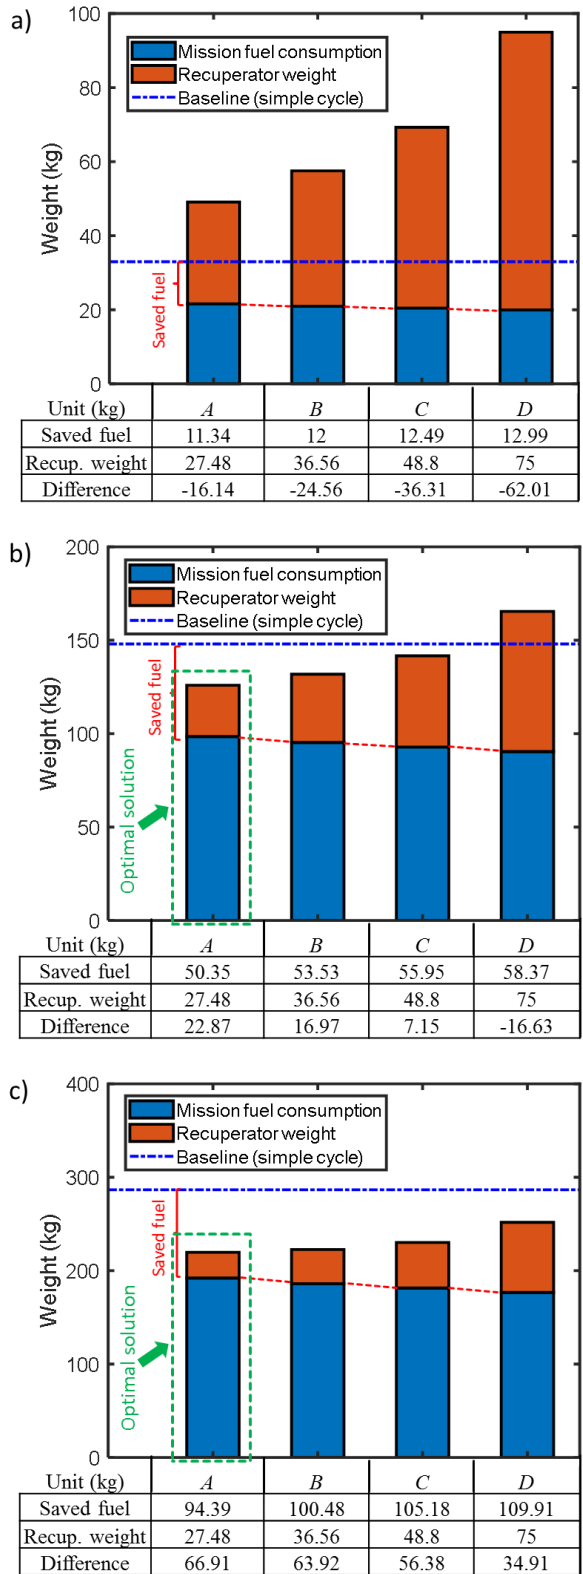 a)
100
80
60
40
20
0
Weight (kg)
Mission fuel consumption
Recuperator weight
Baseline (simple cycle)
Saved fuel
Unit (kg) A B C D
Saved fuel 11.34 12 12.49 12.99
Recup. weight 27.48 36.56 48.8 75
Difference -16.14 -24.56 -36.31 -62.01
b)
200
150
100
50
0
Weight (kg)
Mission fuel consumption
Recuperator weight
Baseline (simple cycle)
Saved fuel
Optimal solution
Unit (kg) A B C D
Saved fuel 50.35 53.53 55.95 58.37
Recup. weight 27.48 36.56 48.8 75
Difference 22.87 16.97 7.15 -16.63
c)
400
300
200
100
0
Weight (kg)
Mission fuel consumption
Recuperator weight
Baseline (simple cycle)
Saved fuel
Optimal solution
Unit (kg) A B C D
Saved fuel 94.39 100.48 105.18 109.91
Recup. weight 27.48 36.56 48.8 75
Difference 66.91 63.92 56.38 34.91